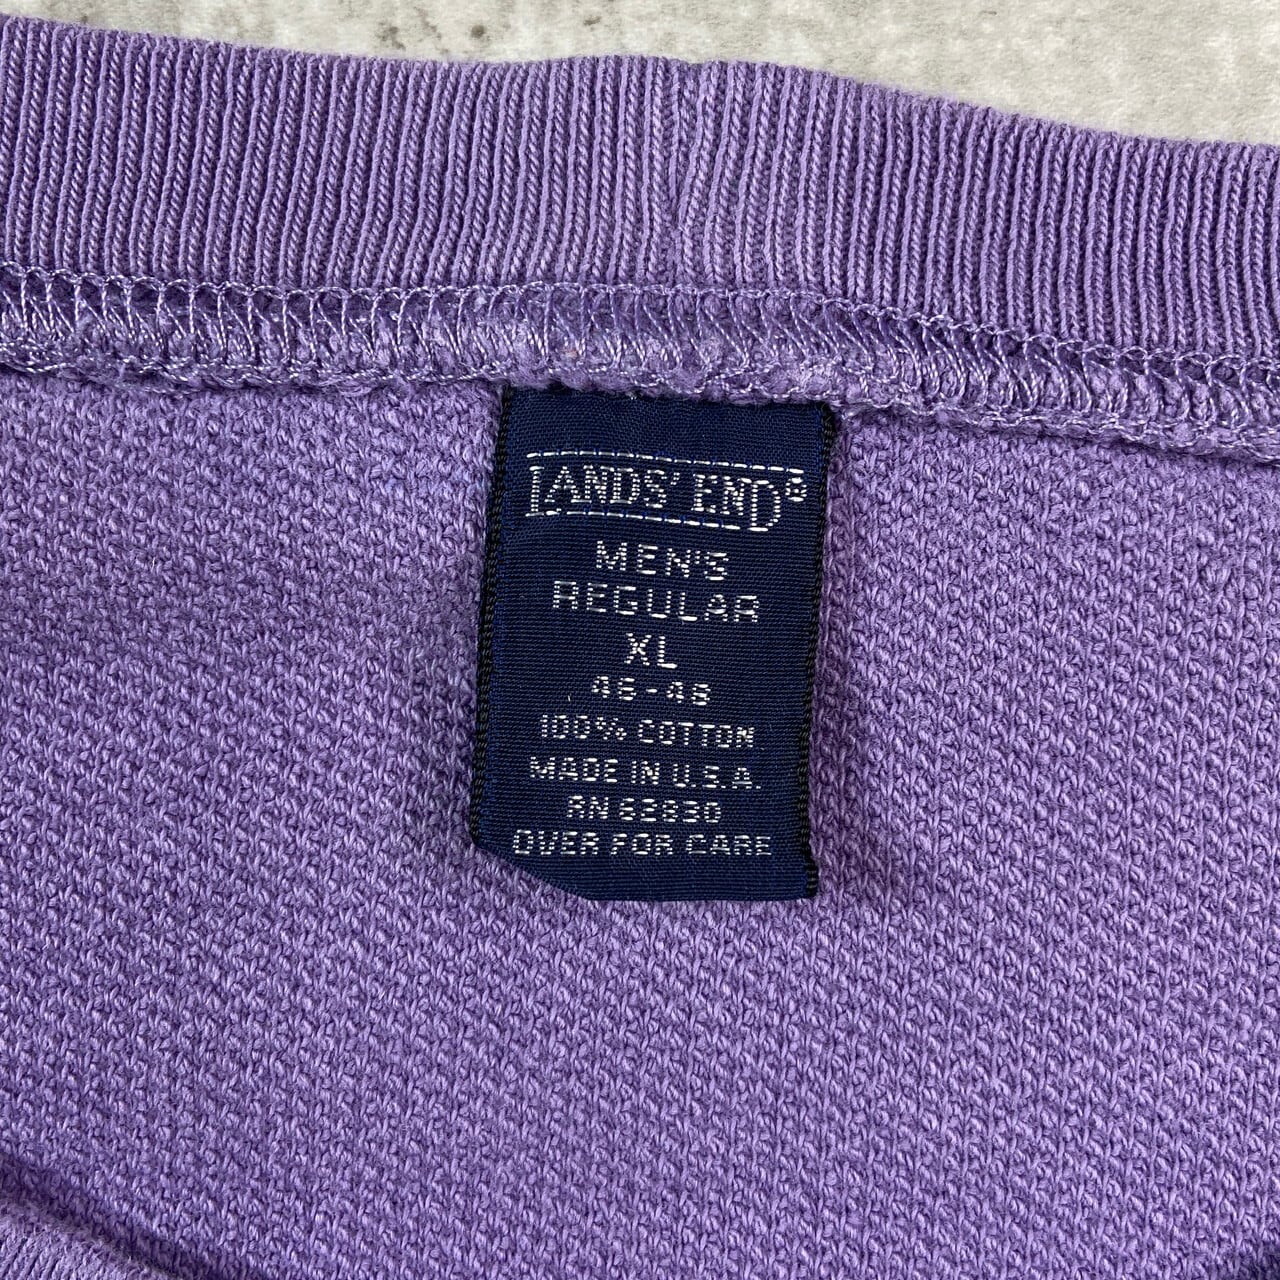 LANDS' END®
MEN'S
REGULAR
XL
46-48
100% COTTON
MADE IN U.S.A.
RN 62830
OVER FOR CARE